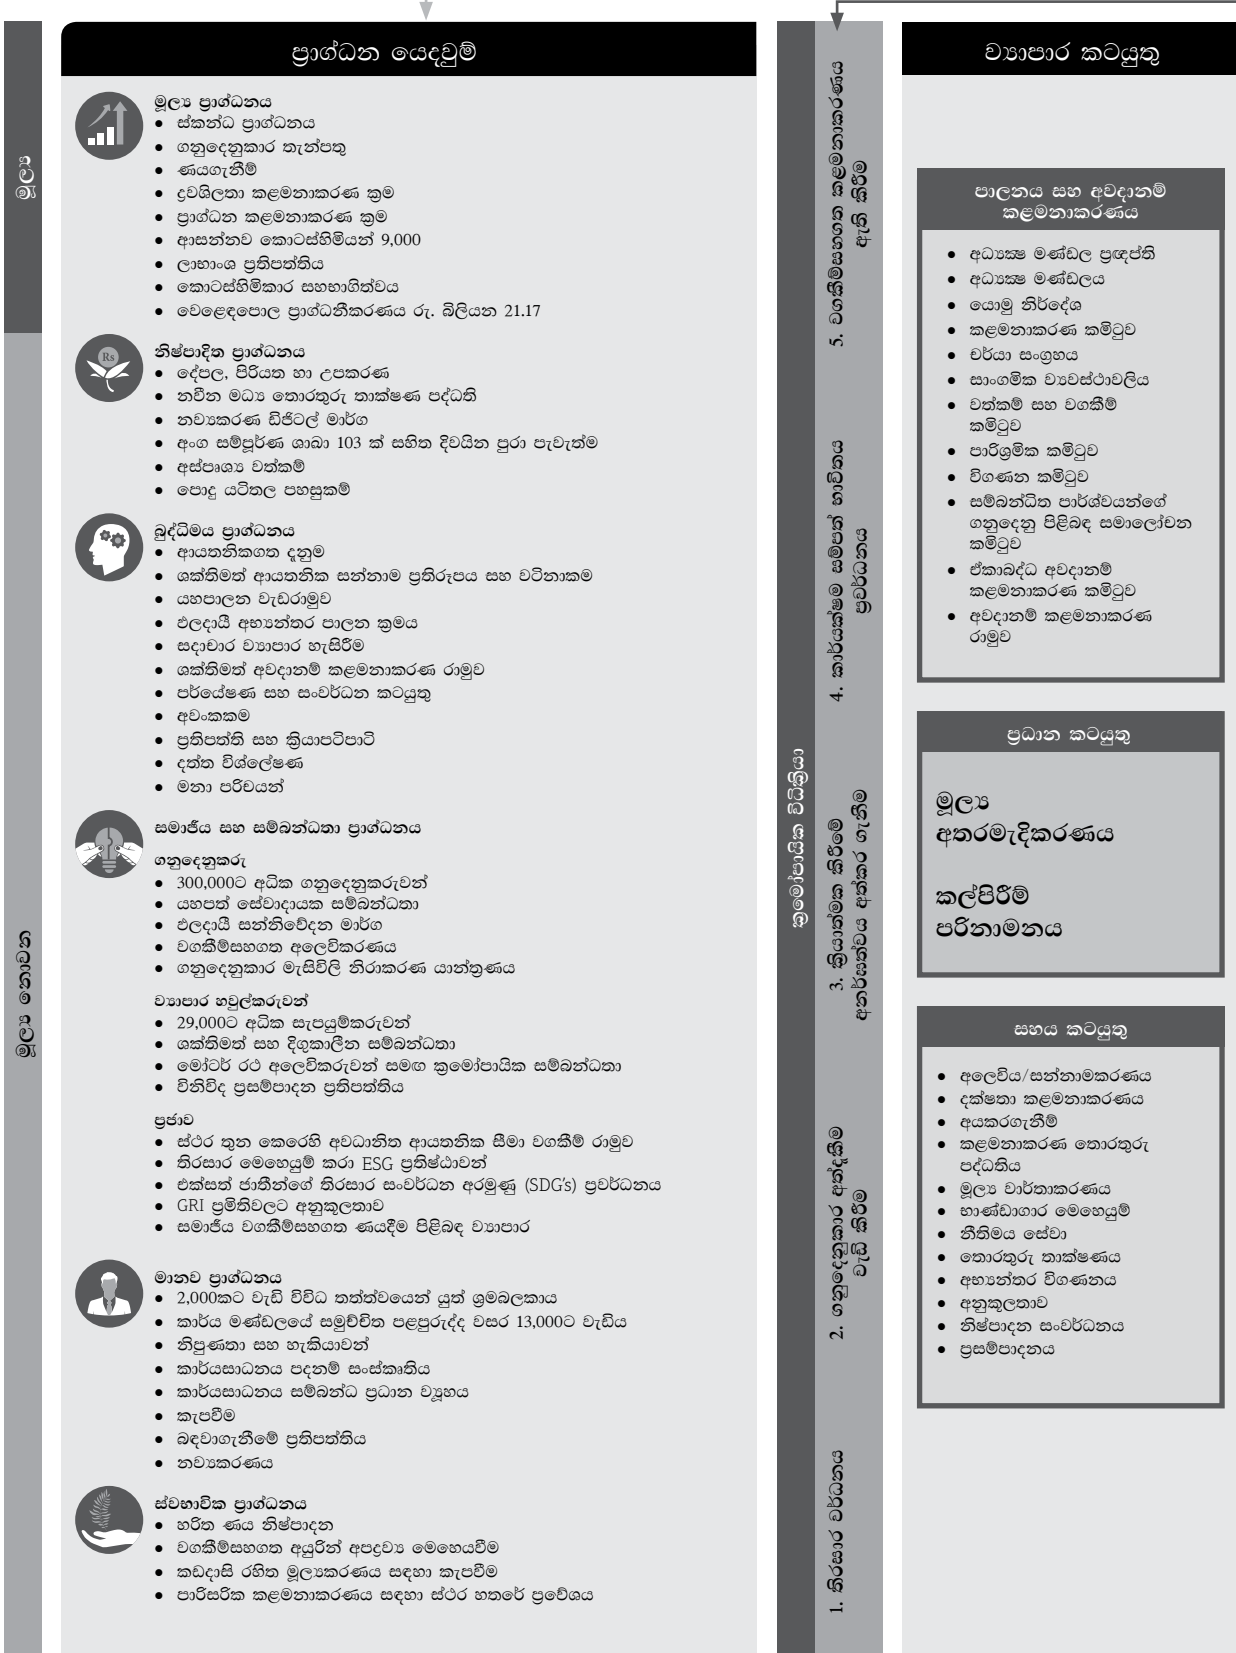 මූල්‍ය
මූල්‍ය නොවන
ප්‍රාග්ධන යෙදවුම්
මූල්‍ය ප්‍රාග්ධනය
• ස්කන්ධ ප්‍රාග්ධනය
• ගනුදෙනුකාර තැන්පතු
• ණයගැනීම්
• ද්‍රවශීලතා කළමනාකරණ ක්‍රම
• ප්‍රාග්ධන කළමනාකරණ ක්‍රම
• ආසන්නව කොටස්හිමියන් 9,000
• ලාභාංශ ප්‍රතිපත්තිය
• කොටස්හිමිකාර සහභාගිත්වය
• වෙළෙඳපොල ප්‍රාග්ධනීකරණය රු. බිලියන 21.17
Rs
නිෂ්පාදිත ප්‍රාග්ධනය
• දේපල, පිරියත හා උපකරණ
• නවීන මධ්‍ය තොරතුරු තාක්ෂණ පද්ධති
• නව්‍යකරණ ඩිජිටල් මාර්ග
• අංග සම්පූර්ණ ශාඛා 103 ක් සහිත දිවයින පුරා පැවැත්ම
• අස්පෘශ්‍ය වත්කම්
• පොදු යටිතල පහසුකම්
බුද්ධිමය ප්‍රාග්ධනය
• ආයතනිකගත දැනුම
• ශක්තිමත් ආයතනික සන්නාම ප්‍රතිරූපය සහ වටිනාකම
• යහපාලන වැඩරාමුව
• ඵලදායී අභ්‍යන්තර පාලන ක්‍රමය
• සදාචාර ව්‍යාපාර හැසිරීම
• ශක්තිමත් අවදානම් කළමනාකරණ රාමුව
• පර්යේෂණ සහ සංවර්ධන කටයුතු
• අවංකකම
• ප්‍රතිපත්ති සහ ක්‍රියාපටිපාටි
• දත්ත විශ්ලේෂණ
• මනා පරිචයන්
සමාජීය සහ සම්බන්ධතා ප්‍රාග්ධනය
ගනුදෙනුකරු
• 300,000ට අධික ගනුදෙනුකරුවන්
• යහපත් සේවාදායක සම්බන්ධතා
• ඵලදායී සන්නිවේදන මාර්ග
• වගකීම්සහගත අලෙවිකරණය
• ගනුදෙනුකාර මැසිවිලි නිරාකරණ යාන්ත්‍රණය
ව්‍යාපාර හවුල්කරුවන්
• 29,000ට අධික සැපයුම්කරුවන්
• ශක්තිමත් සහ දිගුකාලීන සම්බන්ධතා
• මෝටර් රථ අලෙවිකරුවන් සමඟ ක්‍රමෝපායික සම්බන්ධතා
• විනිවිද ප්‍රසම්පාදන ප්‍රතිපත්තිය
ප්‍රජාව
• ස්ථර තුන කෙරෙහි අවධානිත ආයතනික සීමා වගකීම් රාමුව
• තිරසාර මෙහෙයුම් කරා ESG ප්‍රතිෂ්ඨාවන්
• එක්සත් ජාතීන්ගේ තිරසාර සංවර්ධන අරමුණු (SDG's) ප්‍රවර්ධනය
• GRI ප්‍රමිතිවලට අනුකූලතාව
• සමාජීය වගකීම්සහගත ණයදීම පිළිබඳ ව්‍යාපාර
මානව ප්‍රාග්ධනය
• 2,000කට වැඩි විවිධ තත්ත්වයෙන් යුත් ශ්‍රමබලකාය
• කාර්ය මණ්ඩලයේ සමුච්චිත පළපුරුද්ද වසර 13,000ට වැඩිය
• නිපුණතා සහ හැකියාවන්
• කාර්යසාධනය පදනම් සංස්කෘතිය
• කාර්යසාධනය සම්බන්ධ ප්‍රධාන ව්‍යුහය
• කැපවීම
• බඳවාගැනීමේ ප්‍රතිපත්තිය
• නව්‍යකරණය
ස්වභාවික ප්‍රාග්ධනය
• හරිත ණය නිෂ්පාදන
• වගකීම්සහගත අයුරින් අපද්‍රව්‍ය මෙහෙයවීම
• කඩදාසි රහිත මූල්‍යකරණය සඳහා කැපවීම
• පාරිසරික කළමනාකරණය සඳහා ස්ථර හතරේ ප්‍රවේශය
ක්‍රමෝපායික විධික්‍රියා
1. තිරසාර වර්ධනය
2. ගනුදෙනුකාර අත්දැකීම
වැඩි කිරීම
3. ක්‍රියාත්මක කිරීමේ
අනර්ඝත්වය අත්කර ගැනීම
4. කාර්යක්ෂම සම්පත් භාවිතය
ප්‍රවර්ධනය
5. වගකීම්සහගත කළමනාකරණය
ඇති කිරීම
ව්‍යාපාර කටයුතු
පාලනය සහ අවදානම්
කළමනාකරණය
• අධ්‍යක්‍ෂ මණ්ඩල ප්‍රඥප්ති
• අධ්‍යක්‍ෂ මණ්ඩලය
• යොමු නිර්දේශ
• කළමනාකරණ කමිටුව
• චර්යා සංග්‍රහය
• සාංගමික ව්‍යවස්ථාවලිය
• වත්කම් සහ වගකීම්
කමිටුව
• පාරිශ්‍රමික කමිටුව
• විගණන කමිටුව
• සම්බන්ධිත පාර්ශ්වයන්ගේ
ගනුදෙනු පිළිබඳ සමාලෝචන
කමිටුව
• ඒකාබද්ධ අවදානම්
කළමනාකරණ කමිටුව
• අවදානම් කළමනාකරණ
රාමුව
ප්‍රධාන කටයුතු
මූල්‍ය
අතරමැදිකරණය
කල්පිරීම්
පරිනාමනය
සහය කටයුතු
• අලෙවිය/සන්නාමකරණය
• දක්ෂතා කළමනාකරණය
• අයකරගැනීම්
• කළමනාකරණ තොරතුරු
පද්ධතිය
• මූල්‍ය වාර්තාකරණය
• භාණ්ඩාගාර මෙහෙයුම්
• නීතිමය සේවා
• තොරතුරු තාක්ෂණය
• අභ්‍යන්තර විගණනය
• අනුකූලතාව
• නිෂ්පාදන සංවර්ධනය
• ප්‍රසම්පාදනය